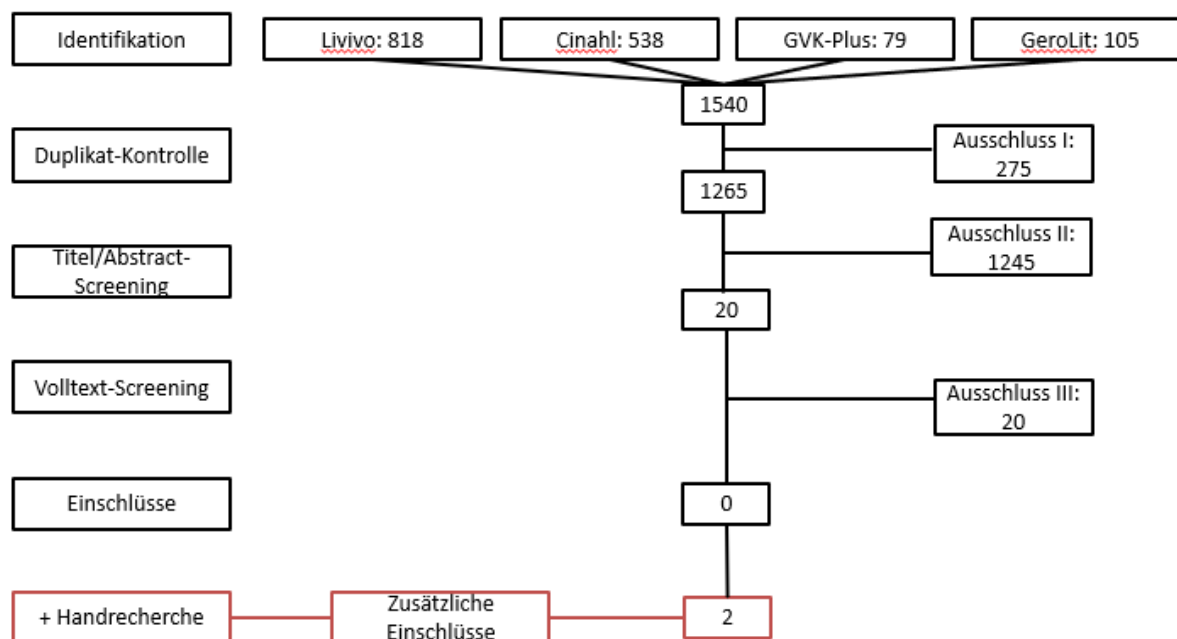 Identifikation
Livivo: 818
Cinahl: 538
GVK-Plus: 79
GeroLit: 105
1540
Duplikat-Kontrolle
Ausschluss I:
275
1265
Titel/Abstract-
Screening
Ausschluss II:
1245
20
Volltext-Screening
Ausschluss III:
20
Einschlüsse
0
+ Handrecherche
Zusätzliche
Einschlüsse
2